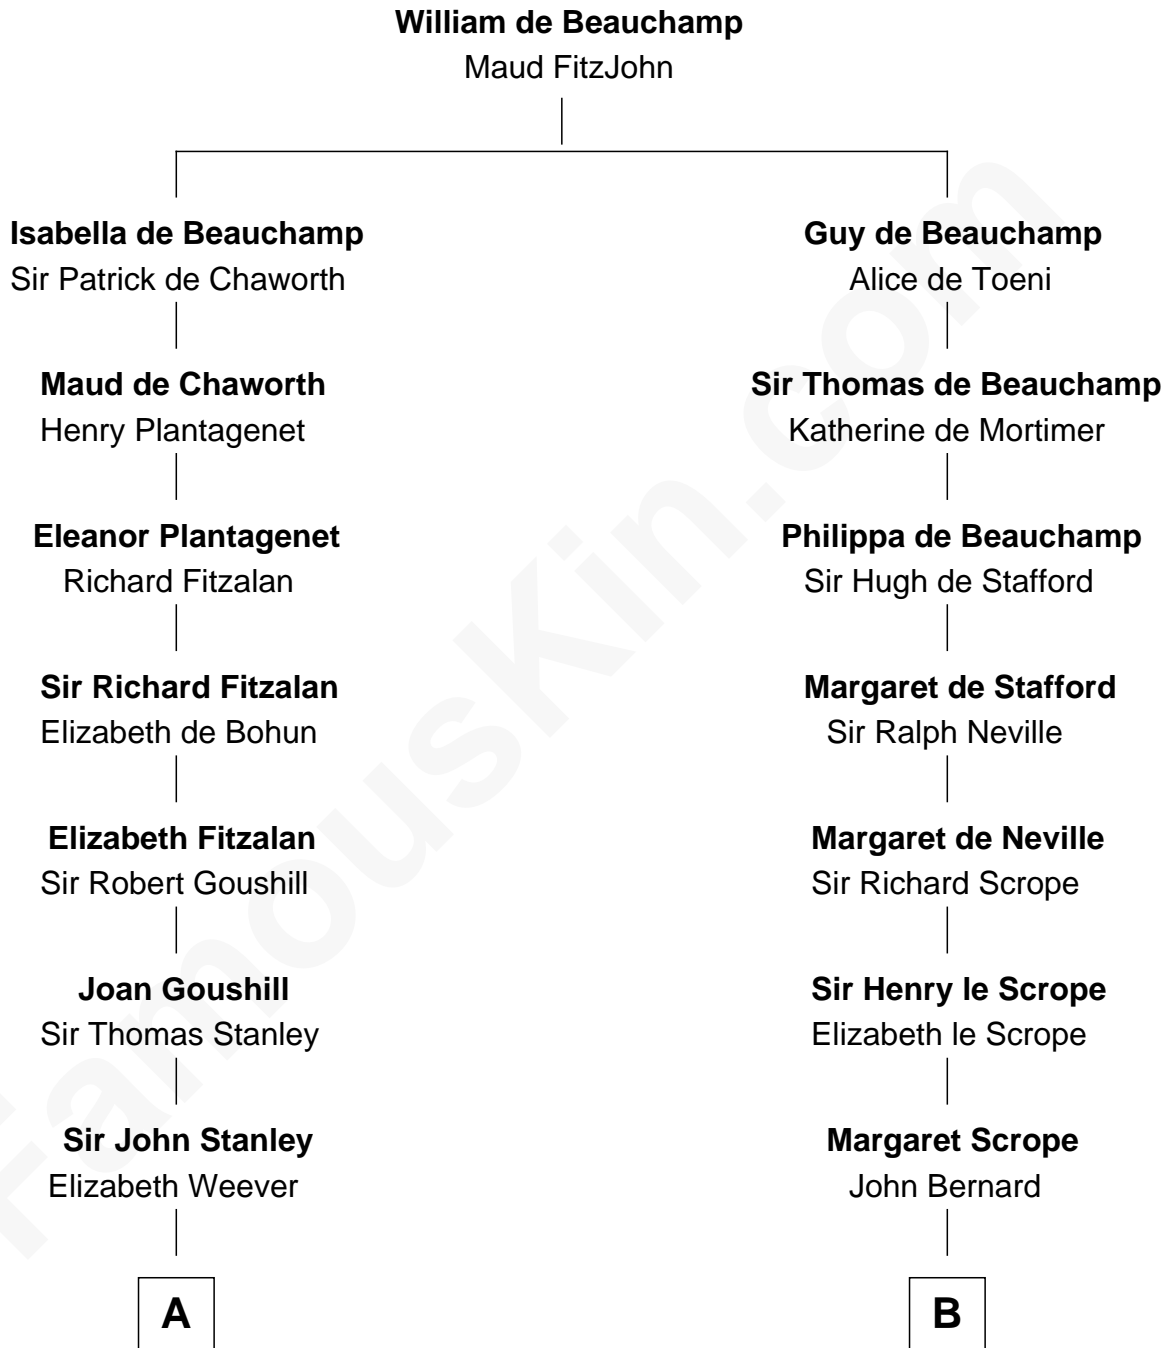 William de Beauchamp
Maud FitzJohn
Isabella de Beauchamp
Sir Patrick de Chaworth
Maud de Chaworth
Henry Plantagenet
Eleanor Plantagenet
Richard Fitzalan
Sir Richard Fitzalan
Elizabeth de Bohun
Elizabeth Fitzalan
Sir Robert Goushill
Joan Goushill
Sir Thomas Stanley
Sir John Stanley
Elizabeth Weever
A
Guy de Beauchamp
Alice de Toeni
Sir Thomas de Beauchamp
Katherine de Mortimer
Philippa de Beauchamp
Sir Hugh de Stafford
Margaret de Stafford
Sir Ralph Neville
Margaret de Neville
Sir Richard Scrope
Sir Henry le Scrope
Elizabeth le Scrope
Margaret Scrope
John Bernard
B
FamousKin.com